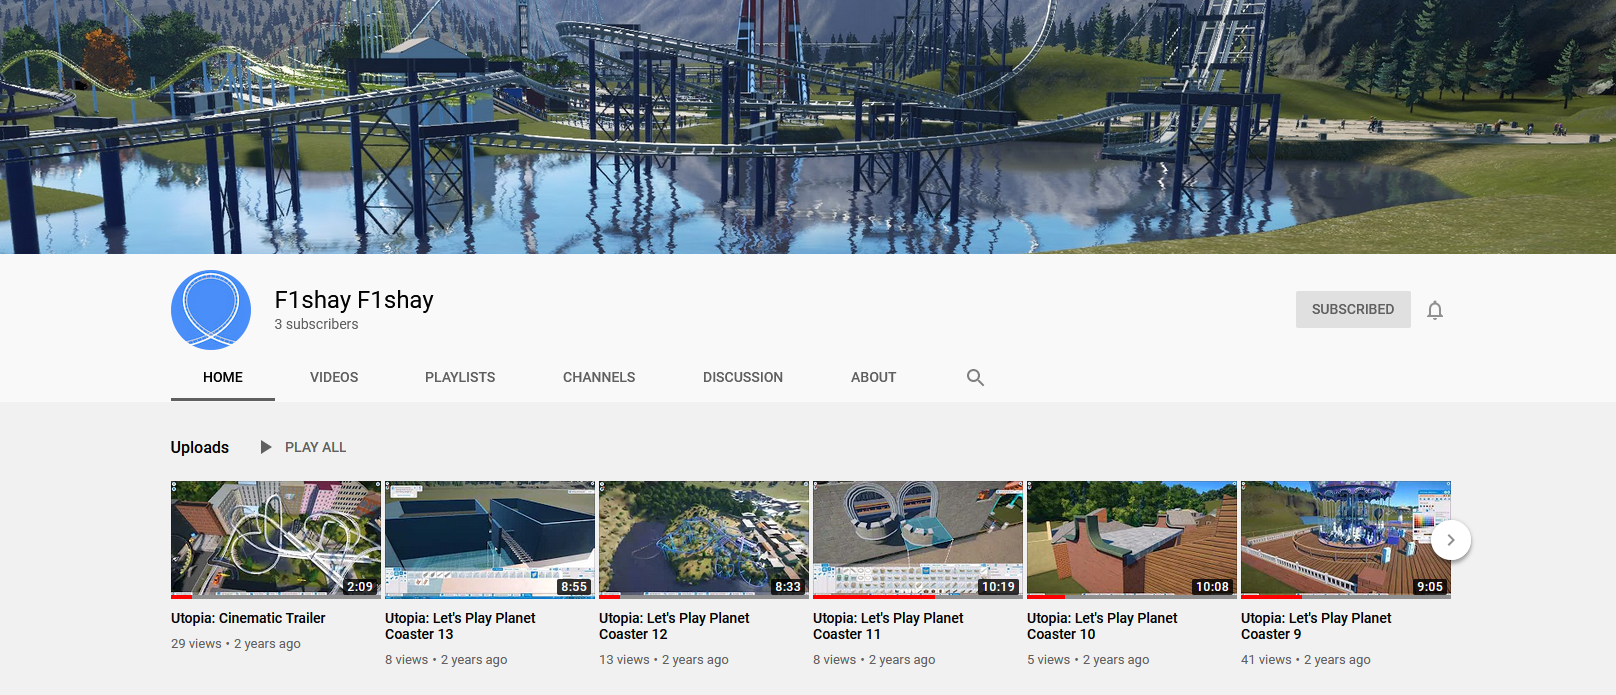 F1shay F1shay
3 subscribers
SUBSCRIBED
HOME VIDEOS PLAYLISTS CHANNELS DISCUSSION ABOUT
Uploads PLAY ALL
2:09 8:55 8:33 10:19 10:08 9:05
Utopia: Cinematic Trailer
29 views • 2 years ago
Utopia: Let's Play Planet
Coaster 13
8 views • 2 years ago
Utopia: Let's Play Planet
Coaster 12
13 views • 2 years ago
Utopia: Let's Play Planet
Coaster 11
8 views • 2 years ago
Utopia: Let's Play Planet
Coaster 10
5 views • 2 years ago
Utopia: Let's Play Planet
Coaster 9
41 views • 2 years ago